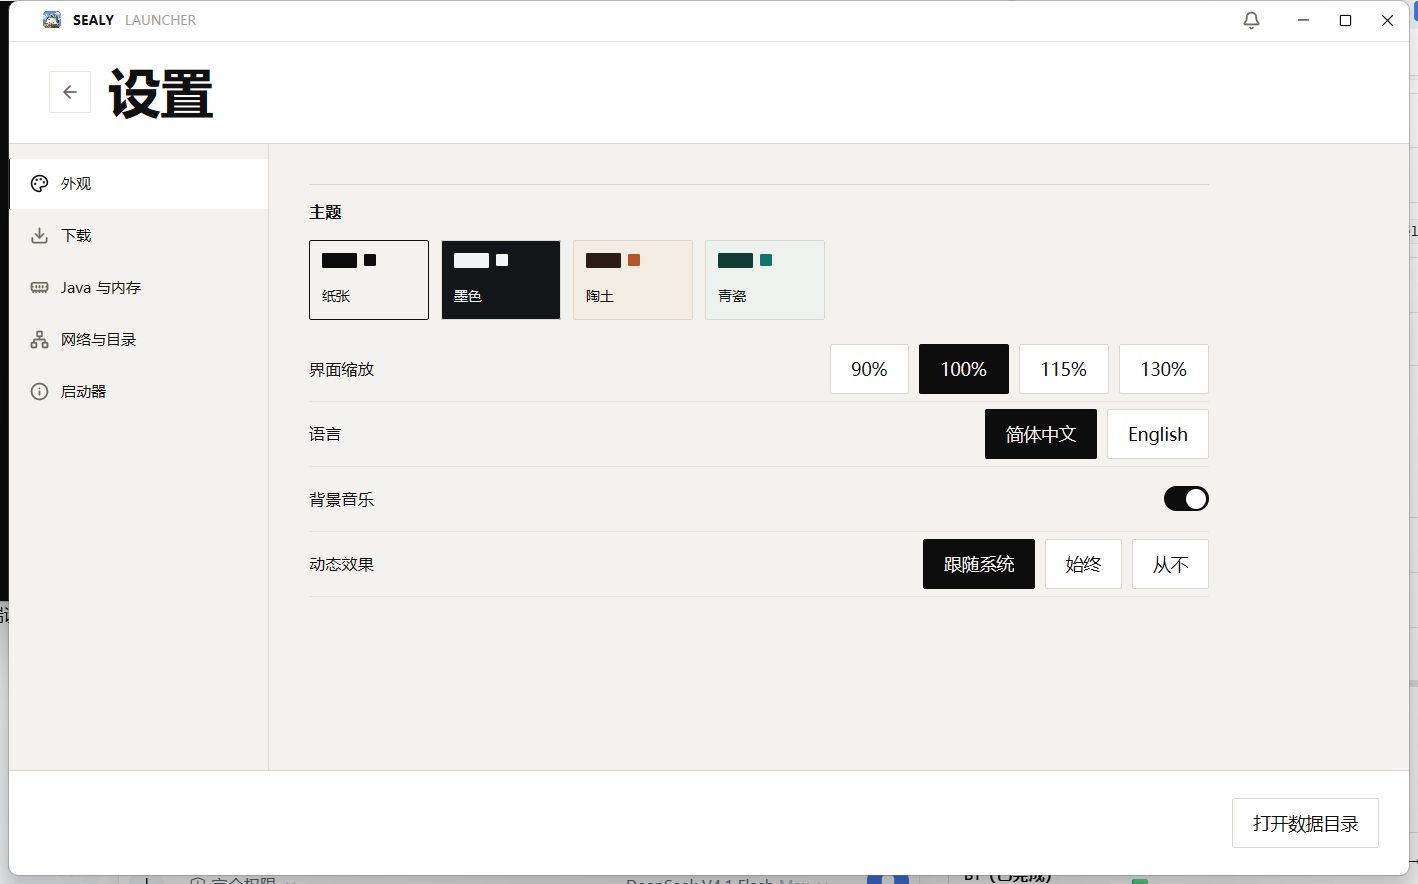 SEALY LAUNCHER
设置
外观
下载
Java 与内存
网络与目录
启动器
主题
纸张
墨色
陶土
青瓷
界面缩放
90%
100%
115%
130%
语言
简体中文
English
背景音乐
动态效果
跟随系统
始终
从不
打开数据目录